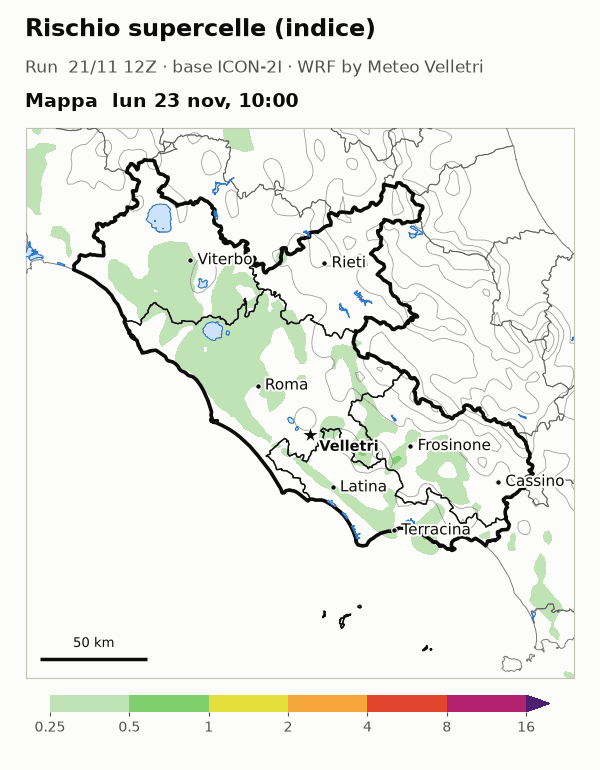 Rischio supercelle (indice)
Run  21/11 12Z · base ICON-2I · WRF by Meteo Velletri
Mappa  lun 23 nov, 10:00
Viterbo
Rieti
Roma
Velletri
Frosinone
Cassino
Latina
Terracina
50 km
0.25 0.5 1 2 4 8 16